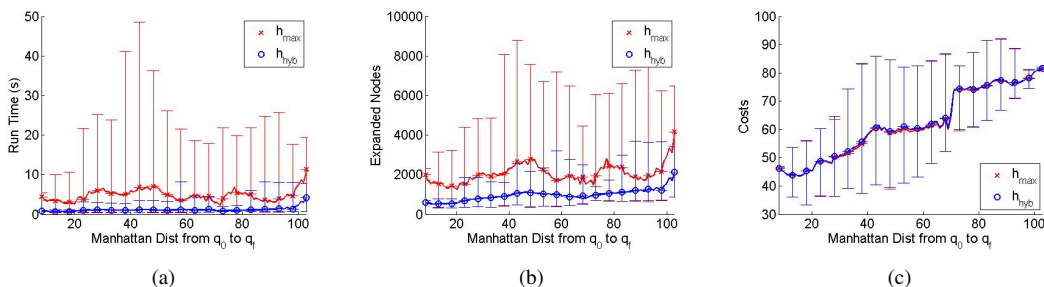 50
40
30
20
10
0
Run Time (s)
h_max
h_hyb
20 40 60 80 100
Manhattan Dist from q_0 to q_f
(a)
10000
8000
6000
4000
2000
0
Expanded Nodes
h_max
h_hyb
20 40 60 80 100
Manhattan Dist from q_0 to q_f
(b)
100
90
80
70
60
50
40
30
Costs
h_max
h_hyb
20 40 60 80 100
Manhattan Dist from q_0 to q_f
(c)